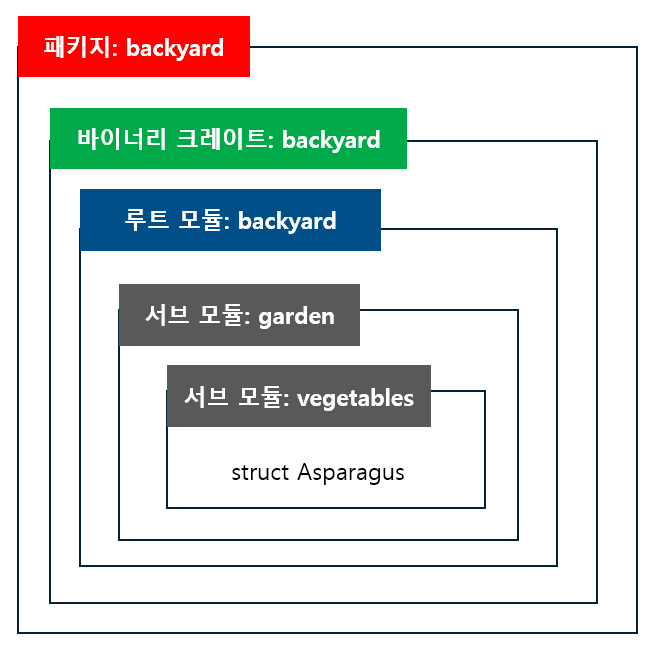 패키지: backyard
바이너리 크레이트: backyard
루트 모듈: backyard
서브 모듈: garden
서브 모듈: vegetables
struct Asparagus